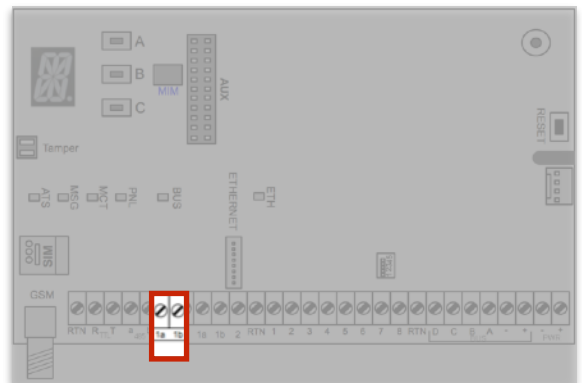 A
B
C
MIM
AUX
RESET
Tamper
ATS
MSG
MCT
PNL
BUS
ETHERNET
ETH
SIM
GSM
RTN R T 1a 1b 1a 1b 2 RTN 1 2 3 4 5 6 7 8 RTN D C B A - + - +